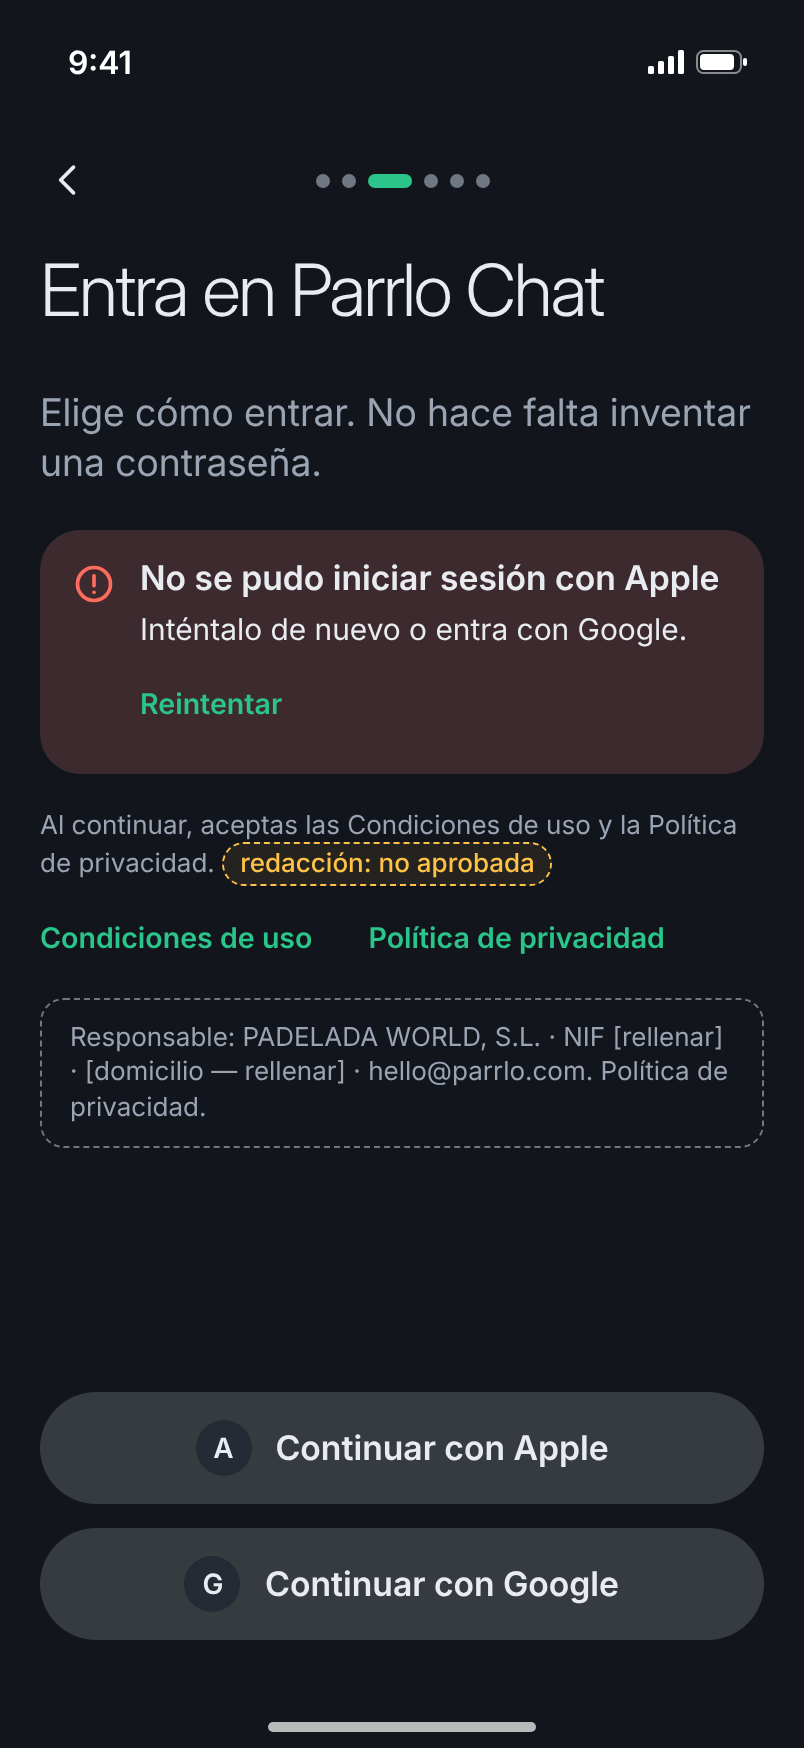 9:41
Entra en Parrlo Chat
Elige cómo entrar. No hace falta inventar
una contraseña.
No se pudo iniciar sesión con Apple
Inténtalo de nuevo o entra con Google.
Reintentar
Al continuar, aceptas las Condiciones de uso y la Política
de privacidad. redacción: no aprobada
Condiciones de uso Política de privacidad
Responsable: PADELADA WORLD, S.L. · NIF [rellenar]
· [domicilio — rellenar] · hello@parrlo.com. Política de
privacidad.
A Continuar con Apple
G Continuar con Google